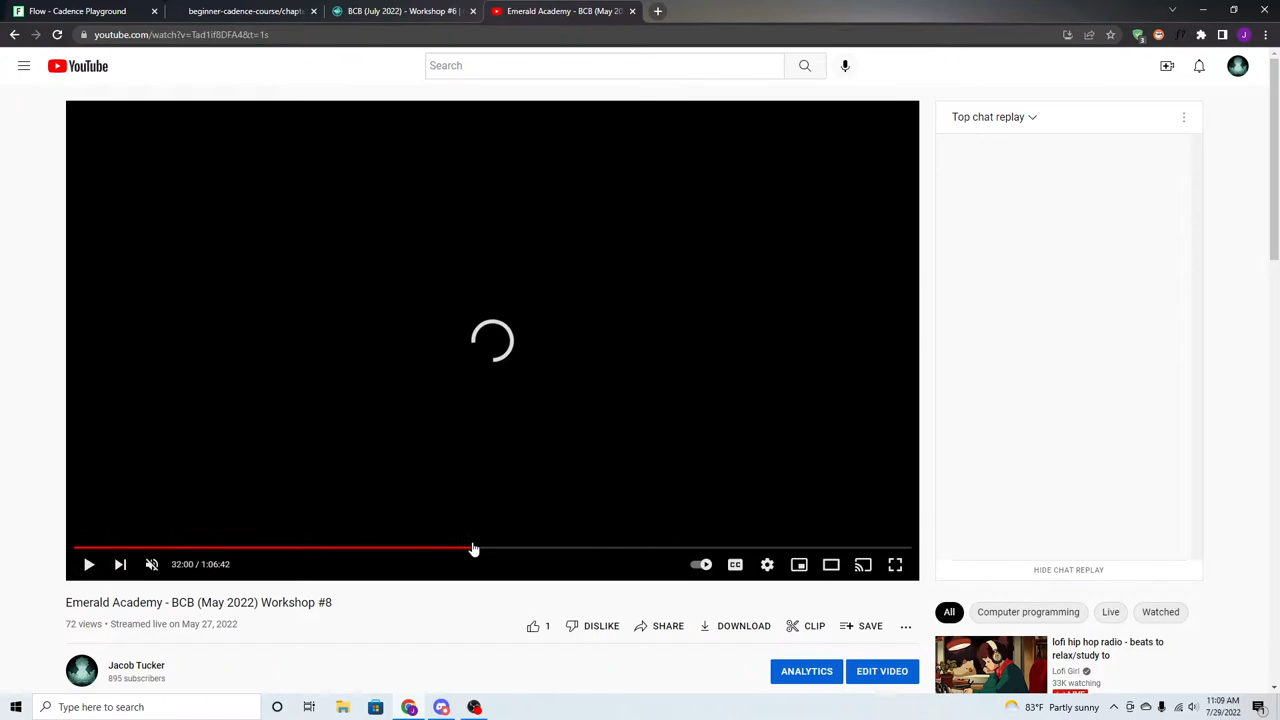 Flow - Cadence Playground
beginner-cadence-course/chapt
BCB (July 2022) - Workshop #6 |
Emerald Academy - BCB (May 20
youtube.com/watch?v=Tad1if8DFA4&t=1s
J
YouTube
Search
Top chat replay
32:00 / 1:06:42
CC
HIDE CHAT REPLAY
Emerald Academy - BCB (May 2022) Workshop #8
72 views • Streamed live on May 27, 2022
1
DISLIKE
SHARE
DOWNLOAD
CLIP
SAVE
All
Computer programming
Live
Watched
lofi hip hop radio - beats to
relax/study to
Lofi Girl
33K watching
Jacob Tucker
895 subscribers
ANALYTICS
EDIT VIDEO
Type here to search
83°F Partly sunny
11:09 AM
7/29/2022